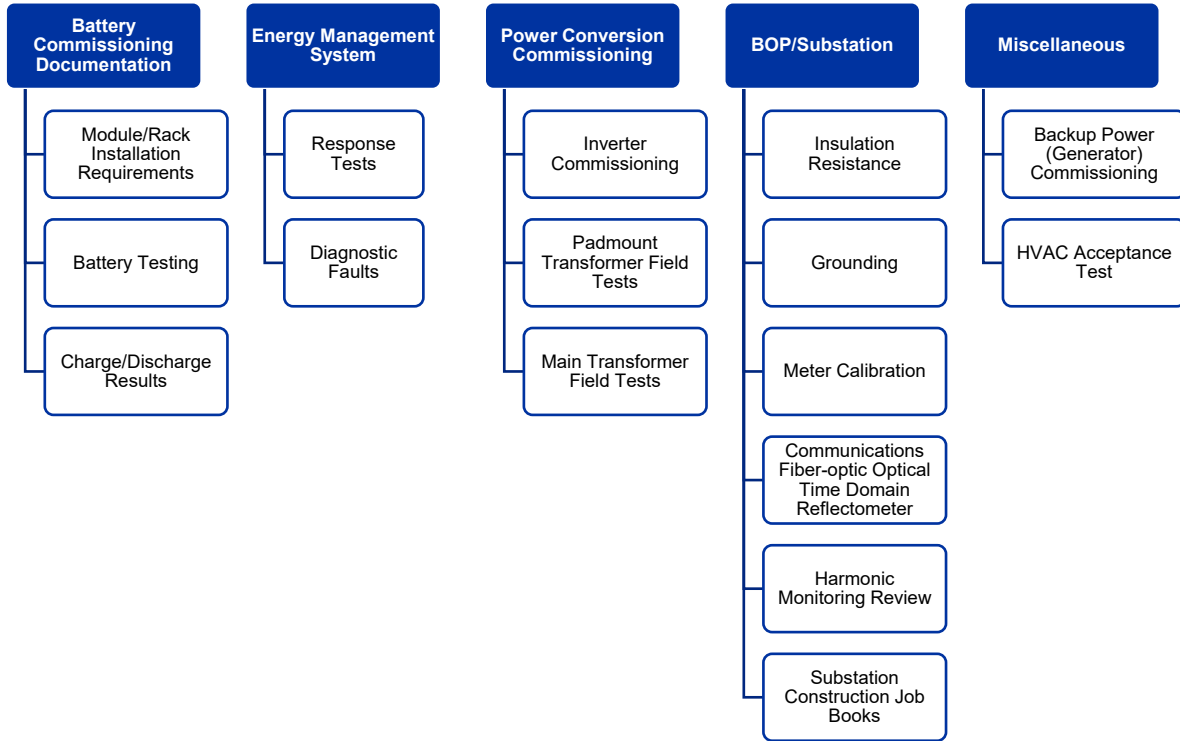 Battery
Commissioning
Documentation
Module/Rack
Installation
Requirements
Battery Testing
Charge/Discharge
Results
Energy Management
System
Response
Tests
Diagnostic
Faults
Power Conversion
Commissioning
Inverter
Commissioning
Padmount
Transformer Field
Tests
Main Transformer
Field Tests
BOP/Substation
Insulation
Resistance
Grounding
Meter Calibration
Communications
Fiber-optic Optical
Time Domain
Reflectometer
Harmonic
Monitoring Review
Substation
Construction Job
Books
Miscellaneous
Backup Power
(Generator)
Commissioning
HVAC Acceptance
Test